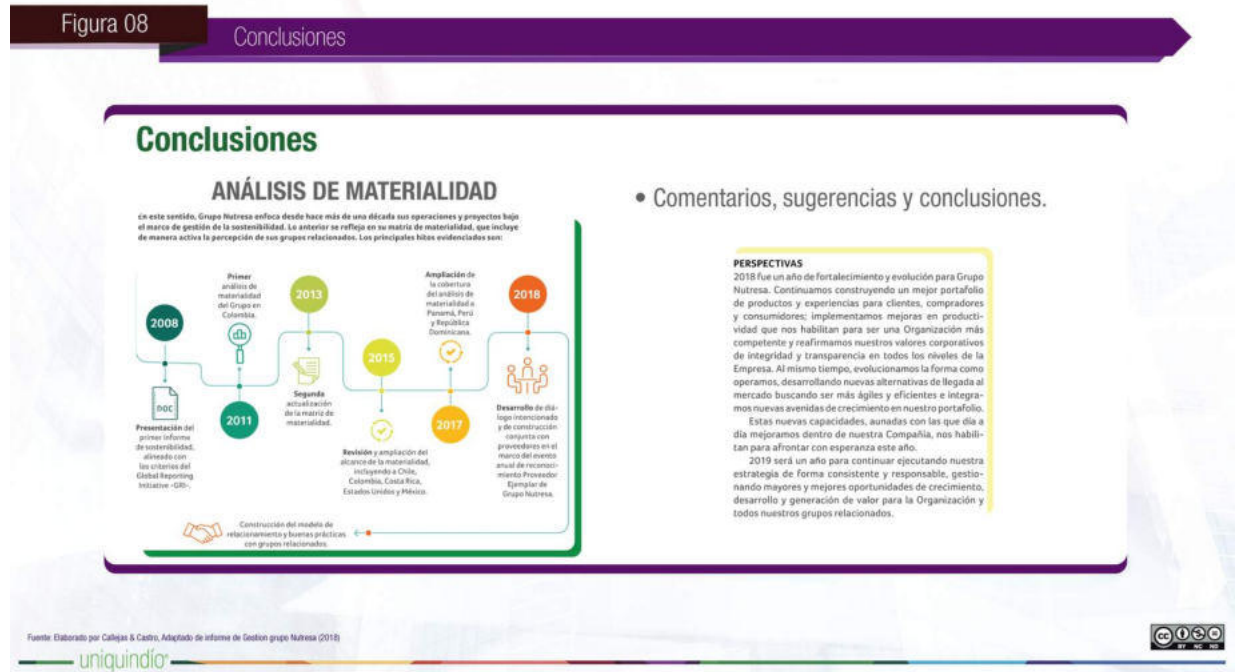 Figura 08
Conclusiones
Conclusiones
ANÁLISIS DE MATERIALIDAD
En este sentido, Grupo Nutresa enfoca desde hace más de una década sus operaciones y proyectos bajo
el marco de gestión de la sostenibilidad. Lo anterior se refleja en su matriz de materialidad, que incluye
de manera activa la percepción de sus grupos relacionados. Los principales hitos evidenciados son:
2008
DOC
Presentación del
primer informe
de sostenibilidad,
alineado con
los criterios del
Global Reporting
Initiative -GRI-.
Primer
análisis de
materialidad
del Grupo en
Colombia.
2011
2013
Segunda
actualización
de la matriz de
materialidad.
2015
Revisión y ampliación del
alcance de la materialidad,
incluyendo a Chile,
Colombia, Costa Rica,
Estados Unidos y México.
Ampliación de
la cobertura
del análisis de
materialidad a
Panamá, Perú
y República
Dominicana.
2017
2018
Desarrollo de diá-
logo intencionado
y de construcción
conjunta con
proveedores en el
marco del evento
anual de reconoci-
miento Proveedor
Ejemplar de
Grupo Nutresa.
Construcción del modelo de
relacionamiento y buenas prácticas
con grupos relacionados.
• Comentarios, sugerencias y conclusiones.
PERSPECTIVAS
2018 fue un año de fortalecimiento y evolución para Grupo
Nutresa. Continuamos construyendo un mejor portafolio
de productos y experiencias para clientes, compradores
y consumidores; implementamos mejoras en producti-
vidad que nos habilitan para ser una Organización más
competente y reafirmamos nuestros valores corporativos
de integridad y transparencia en todos los niveles de la
Empresa. Al mismo tiempo, evolucionamos la forma como
operamos, desarrollando nuevas alternativas de llegada al
mercado buscando ser más ágiles y eficientes e integra-
mos nuevas avenidas de crecimiento en nuestro portafolio.
Estas nuevas capacidades, aunadas con las que día a
día mejoramos dentro de nuestra Compañía, nos habili-
tan para afrontar con esperanza este año.
2019 será un año para continuar ejecutando nuestra
estrategia de forma consistente y responsable, gestio-
nando mayores y mejores oportunidades de crecimiento,
desarrollo y generación de valor para la Organización y
todos nuestros grupos relacionados.
Fuente: Elaborado por Callejas & Castro, Adaptado de informe de Gestion grupo Nutresa (2018)
uniquindío
CC
BY NC ND